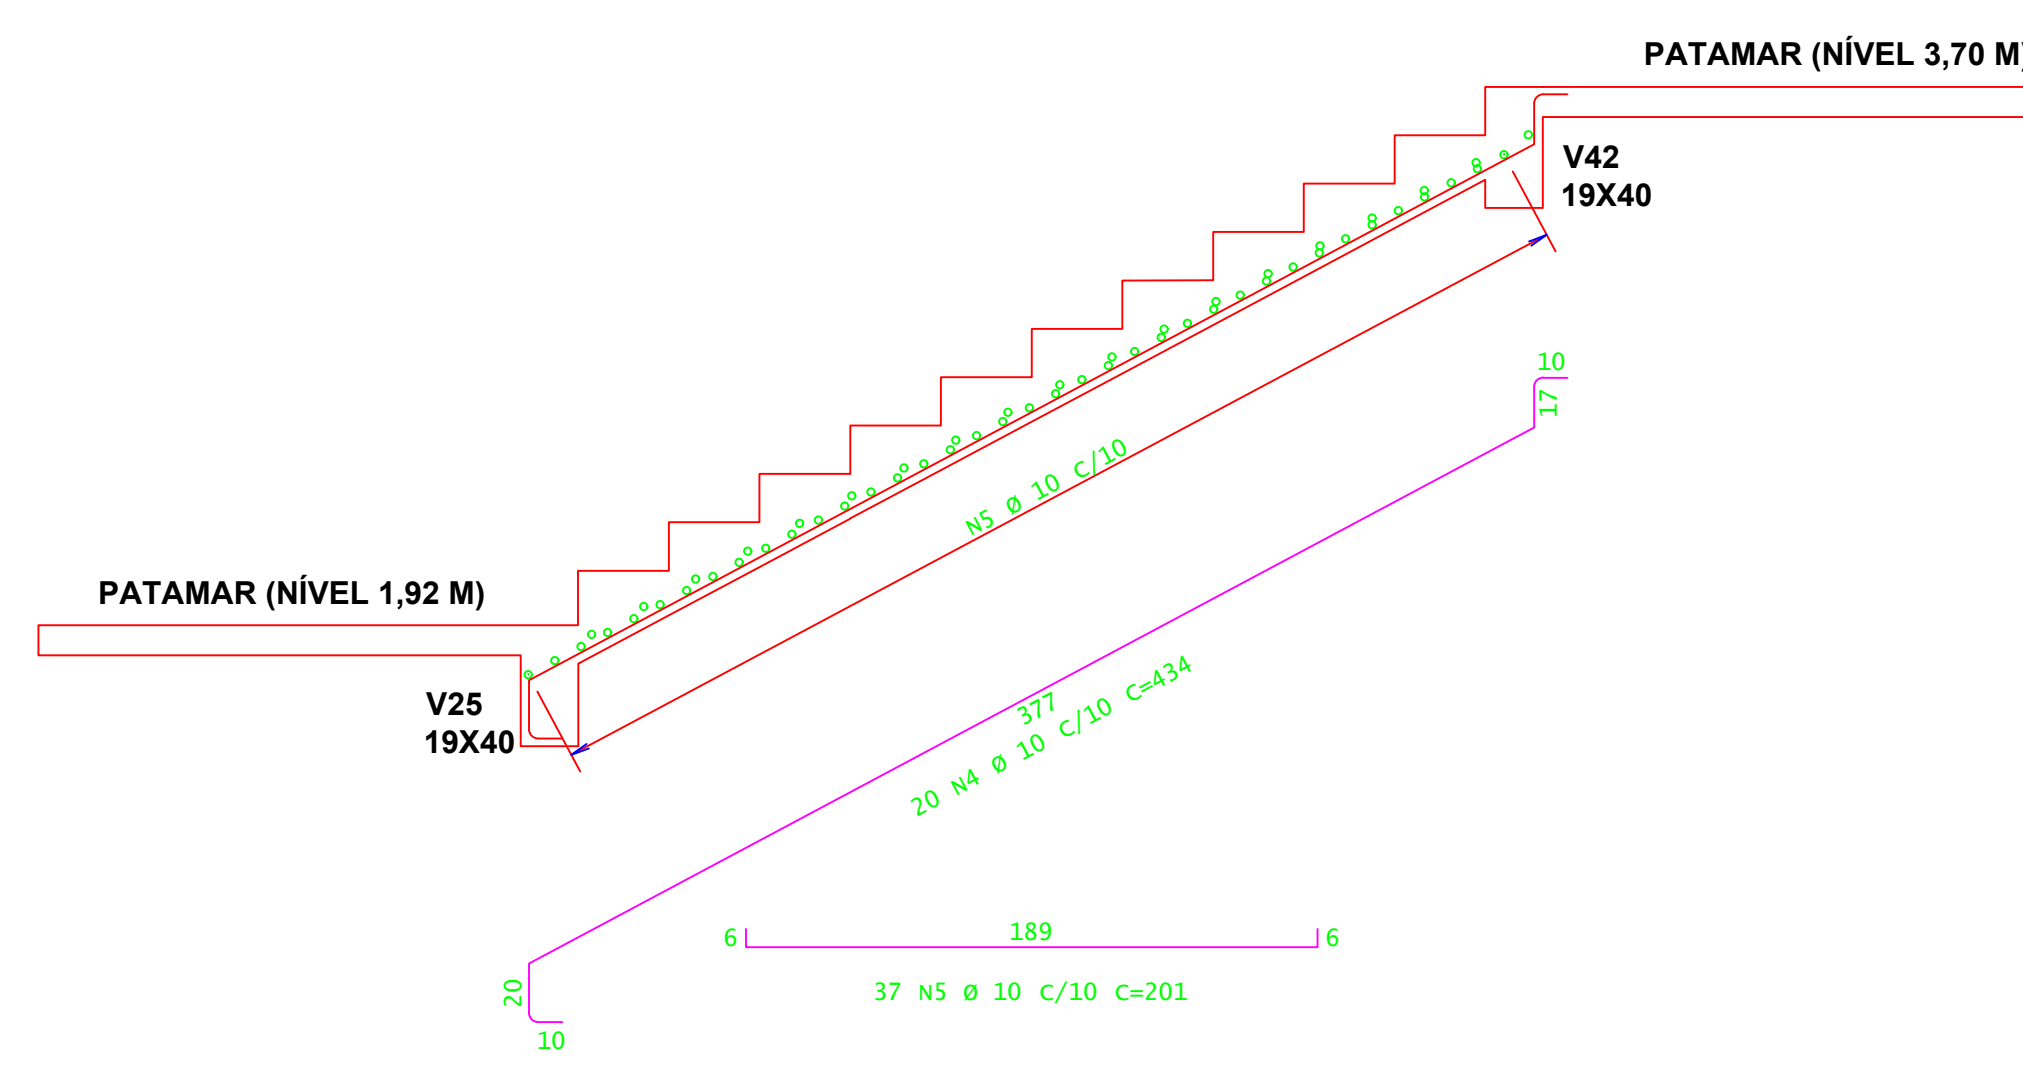 PATAMAR (NÍVEL 3,70 M)
V42
19X40
10
17
N5 Ø 10 C/10
PATAMAR (NÍVEL 1,92 M)
V25
19X40
377
20 N4 Ø 10 C/10 C=434
6
189
6
37 N5 Ø 10 C/10 C=201
20
10